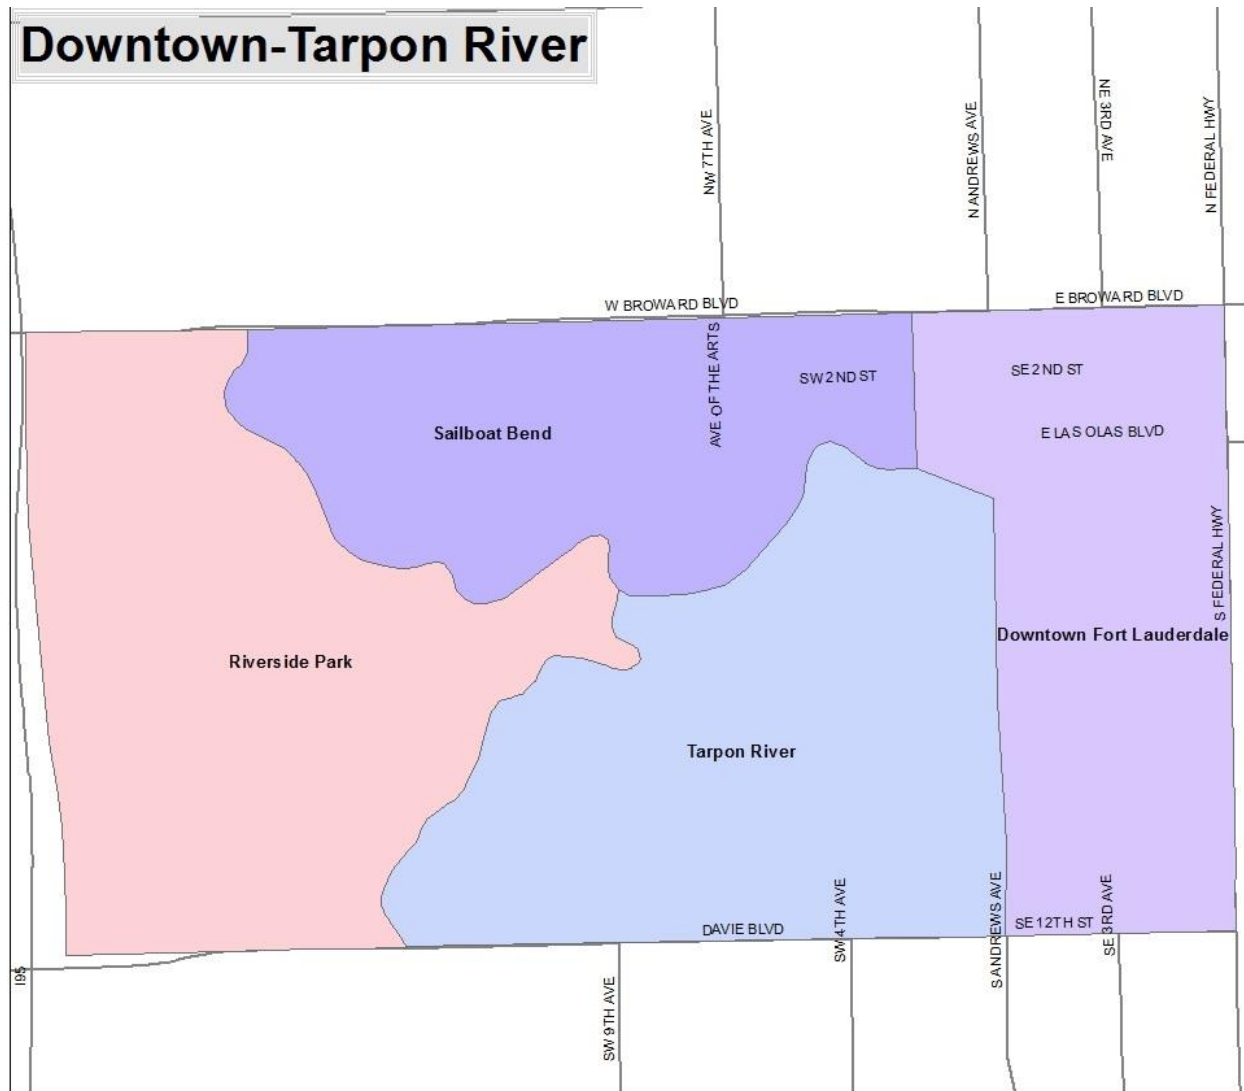 Downtown-Tarpon River
NW 7TH AVE
N ANDREWS AVE
NE 3RD AVE
N FEDERAL HWY
W BROWARD BLVD
E BROWARD BLVD
AVE OF THE ARTS
SW 2ND ST
SE 2ND ST
Sailboat Bend
E LAS OLAS BLVD
S FEDERAL HWY
Downtown Fort Lauderdale
Riverside Park
Tarpon River
DAVIE BLVD
SW 4TH AVE
S ANDREWS AVE
SE 12TH ST
SE 3RD AVE
I95
SW 9TH AVE